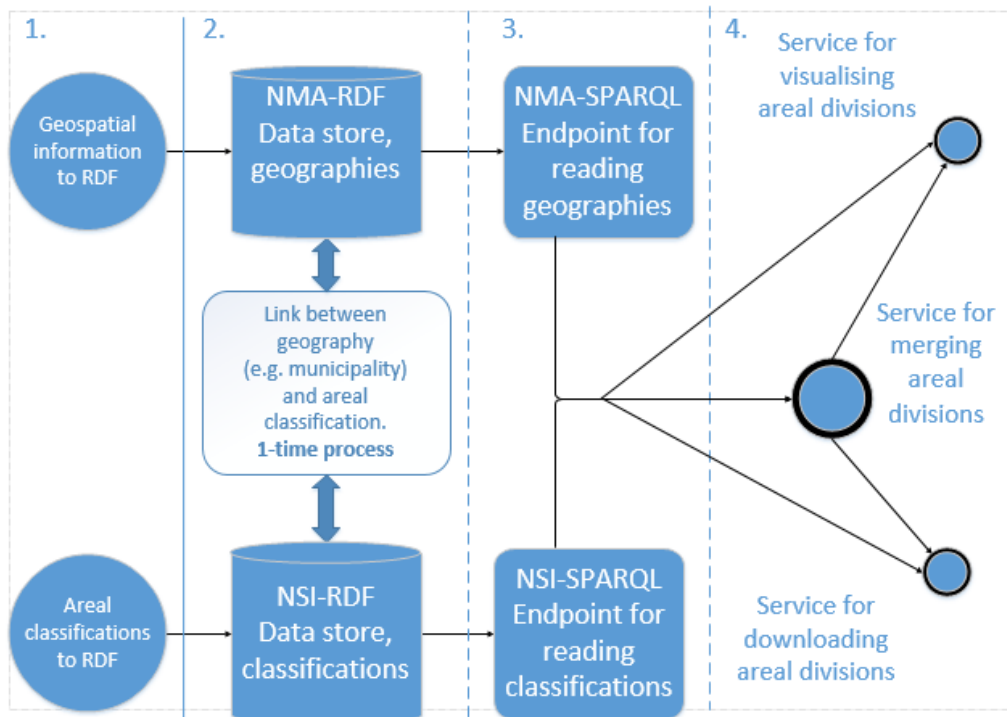 1.
2.
3.
4.
Geospatial
information
to RDF
NMA-RDF
Data store,
geographies
NMA-SPARQL
Endpoint for
reading
geographies
Service for
visualising
areal divisions
Link between
geography
(e.g. municipality)
and areal
classification.
1-time process
Service for
merging
areal
divisions
Areal
classifications
to RDF
NSI-RDF
Data store,
classifications
NSI-SPARQL
Endpoint for
reading
classifications
Service for
downloading
areal divisions